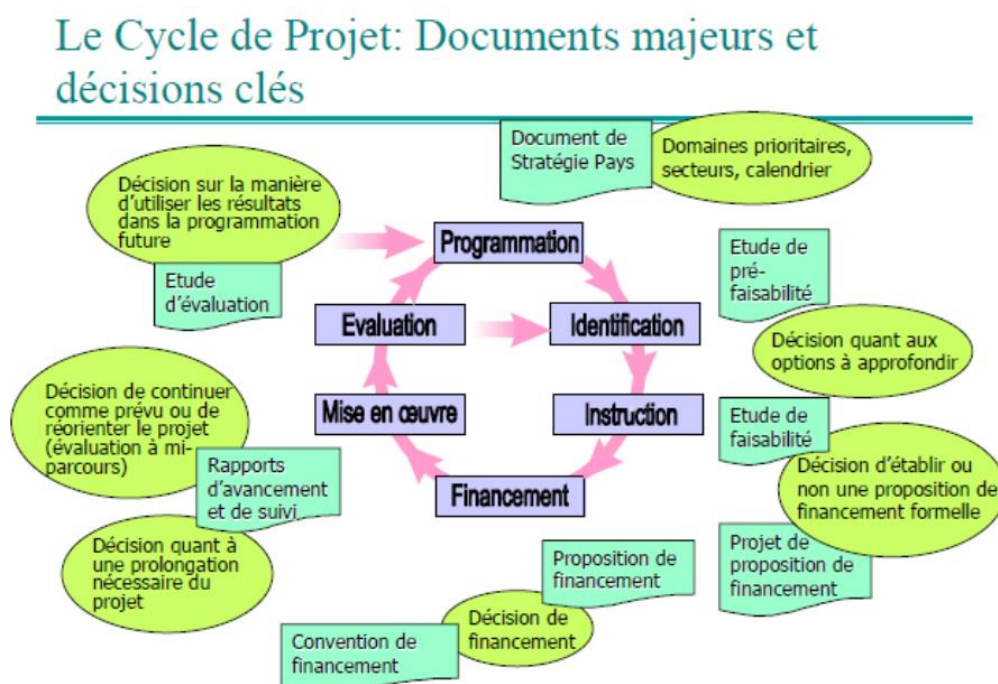 Le Cycle de Projet: Documents majeurs et
décisions clés
Document de
Stratégie Pays
Domaines prioritaires,
secteurs, calendrier
Décision sur la manière
d'utiliser les résultats
dans la programmation
future
Etude
d'évaluation
Programmation
Etude de
pré-
faisabilité
Evaluation
Identification
Décision quant aux
options à approfondir
Décision de continuer
comme prévu ou de
réorienter le projet
(évaluation à mi-
parcours)
Mise en œuvre
Instruction
Etude de
faisabilité
Rapports
d'avancement
et de suivi
Financement
Décision d'établir ou
non une proposition de
financement formelle
Décision quant à
une prolongation
nécessaire du
projet
Proposition de
financement
Projet de
proposition de
financement
Décision de
financement
Convention de
financement